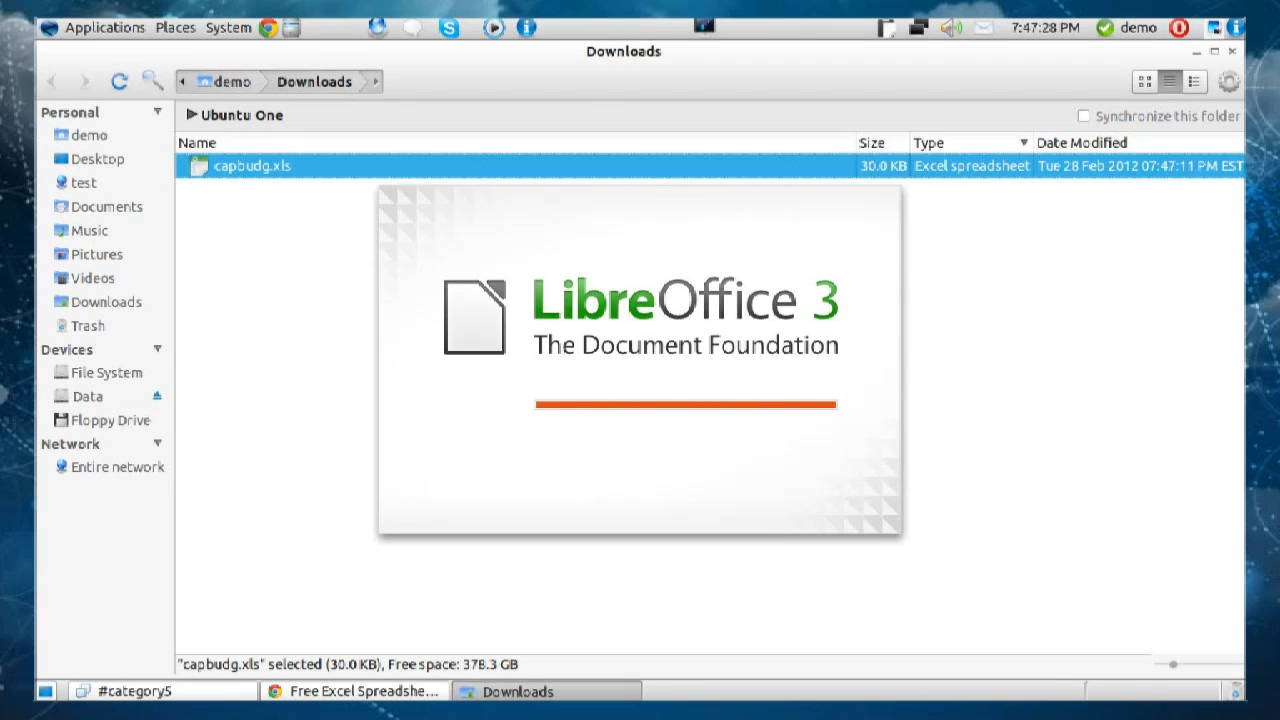 Applications Places System 7:47:28 PM demo
Downloads
demo Downloads
Personal
demo
Desktop
test
Documents
Music
Pictures
Videos
Downloads
Trash
Devices
File System
Data
Floppy Drive
Network
Entire network
Ubuntu One Synchronize this folder
Name Size Type Date Modified
capbudg.xls 30.0 KB Excel spreadsheet Tue 28 Feb 2012 07:47:11 PM EST
LibreOffice 3
The Document Foundation
"capbudg.xls" selected (30.0 KB), Free space: 378.3 GB
#category5 Free Excel Spreadshe... Downloads